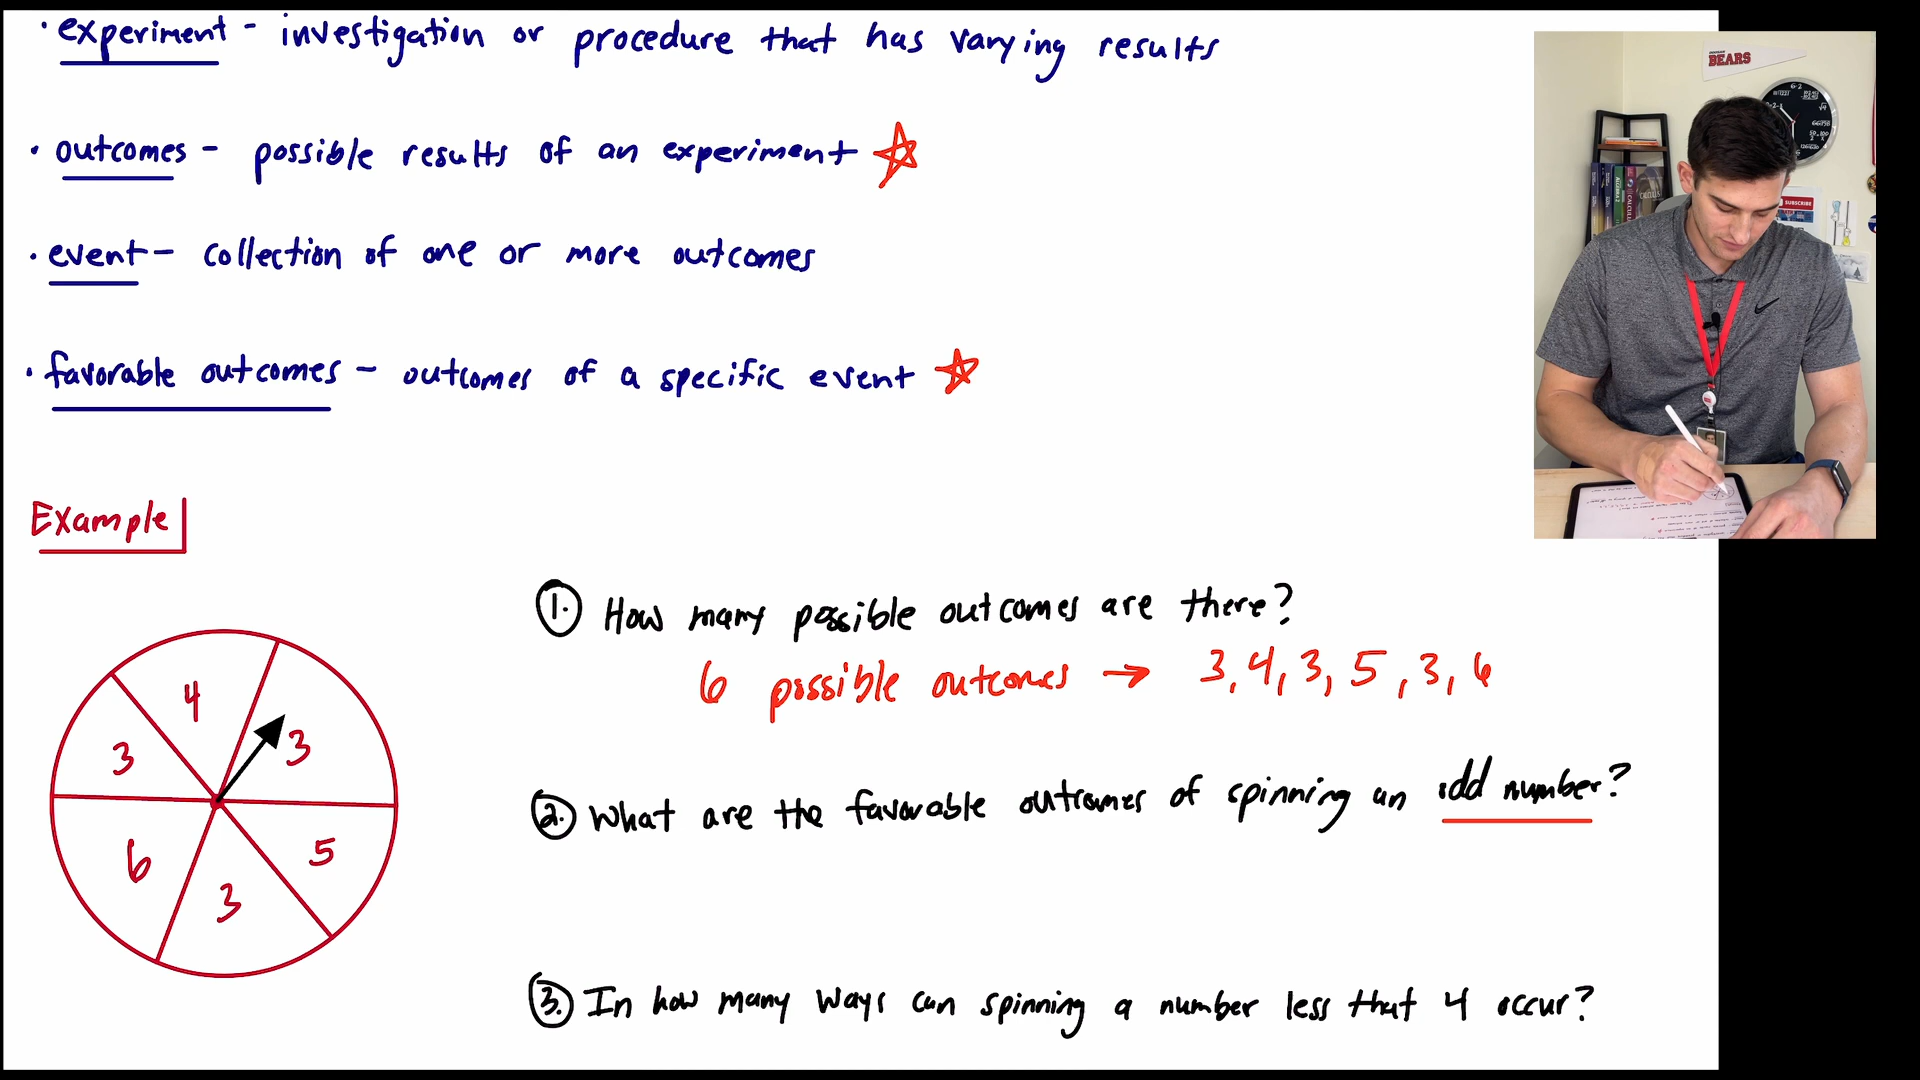 · experiment - investigation or procedure that has varying results
· outcomes - possible results of an experiment
· event - collection of one or more outcomes
· favorable outcomes - outcomes of a specific event
Example
4
3
3
6
5
3
1. How many possible outcomes are there?
6 possible outcomes → 3, 4, 3, 5, 3, 6
2. What are the favorable outcomes of spinning an odd number?
3. In how many ways can spinning a number less that 4 occur?
BEARS
SUBSCRIBE